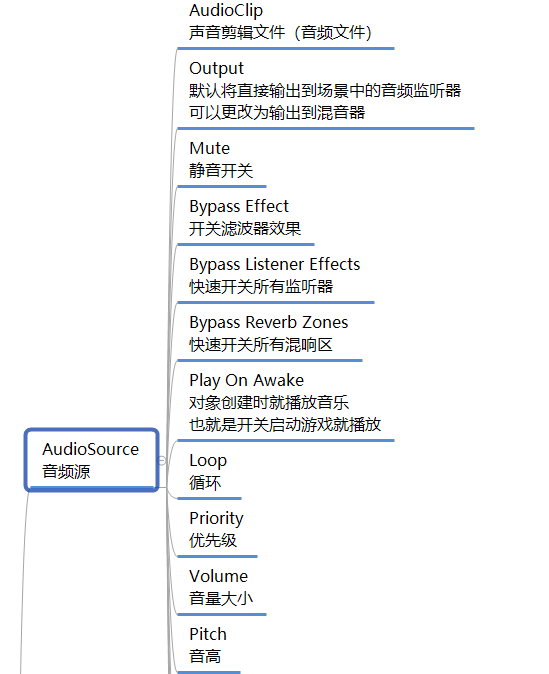 AudioClip
声音剪辑文件（音频文件）
Output
默认将直接输出到场景中的音频监听器
可以更改为输出到混音器
Mute
静音开关
Bypass Effect
开关滤波器效果
Bypass Listener Effects
快速开关所有监听器
Bypass Reverb Zones
快速开关所有混响区
Play On Awake
对象创建时就播放音乐
也就是开关启动游戏就播放
AudioSource
音频源
Loop
循环
Priority
优先级
Volume
音量大小
Pitch
音高